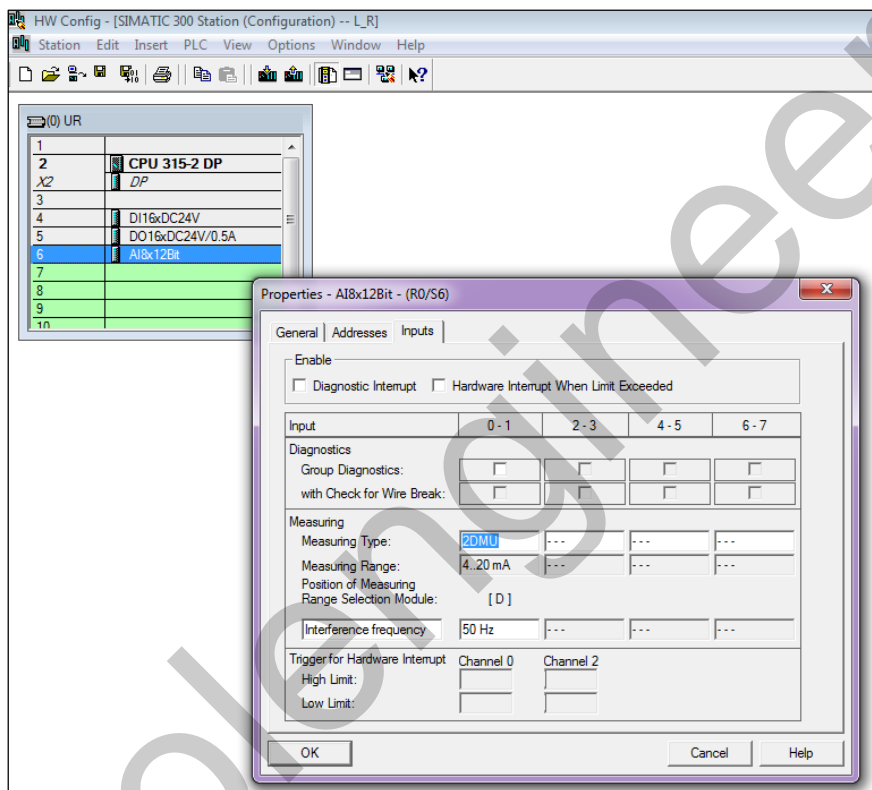 HW Config - [SIMATIC 300 Station (Configuration) -- L_R]
Station Edit Insert PLC View Options Window Help
(0) UR
1
2 CPU 315-2 DP
X2 DP
3
4 DI16xDC24V
5 DO16xDC24V/0.5A
6 AI8x12Bit
7
8
9
10
Properties - AI8x12Bit - (R0/S6)
General Addresses Inputs
Enable
Diagnostic Interrupt Hardware Interrupt When Limit Exceeded
Input 0 - 1 2 - 3 4 - 5 6 - 7
Diagnostics
Group Diagnostics:
with Check for Wire Break:
Measuring
Measuring Type: 2DMU --- --- ---
Measuring Range: 4..20 mA --- --- ---
Position of Measuring
Range Selection Module: [ D ]
Interference frequency 50 Hz --- --- ---
Trigger for Hardware Interrupt Channel 0 Channel 2
High Limit:
Low Limit:
OK Cancel Help
plengineer